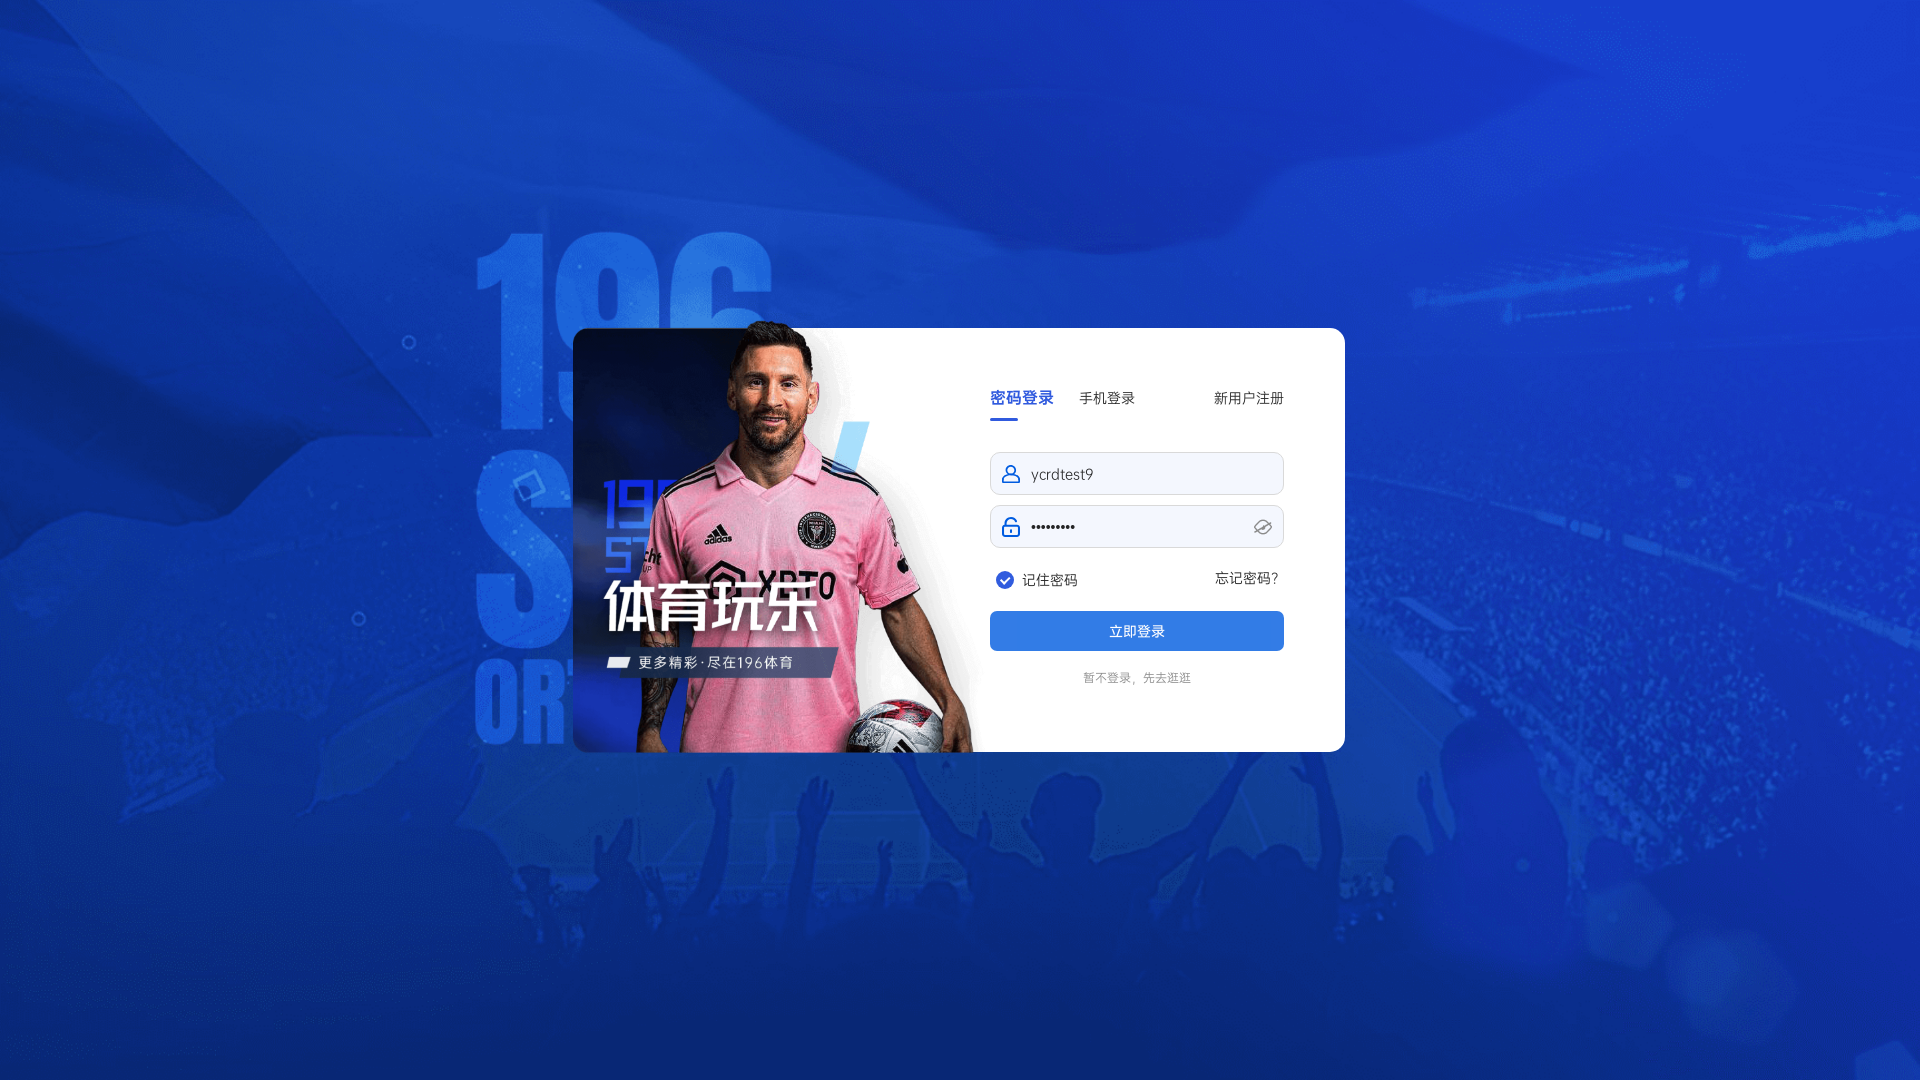 196
密码登录 手机登录 新用户注册
ycrdtest9
•••••••••
adidas
XBTO
体育玩乐
更多精彩·尽在196体育
记住密码 忘记密码?
立即登录
暂不登录，先去逛逛